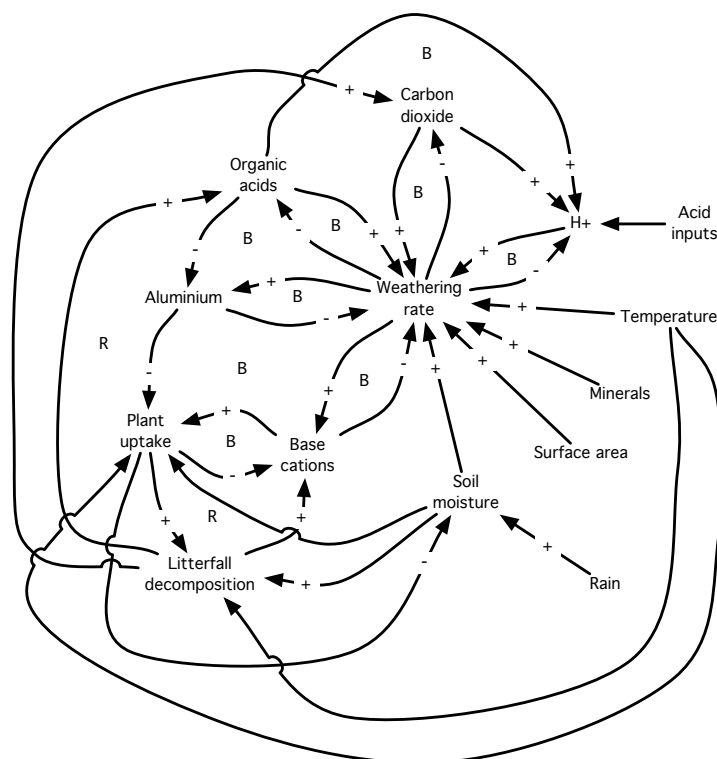 B
+
Carbon
dioxide
-
Organic
acids
+
+
B
+
B
-
+
+
H+
Acid
inputs
-
B
+
B
-
Aluminium
+
B
Weathering
rate
+
Temperature
-
R
+
B
-
+
B
-
+
+
Minerals
Plant
uptake
+
B
-
Base
cations
Surface area
Soil
moisture
+
R
+
+
Rain
Litterfall
decomposition
+
-